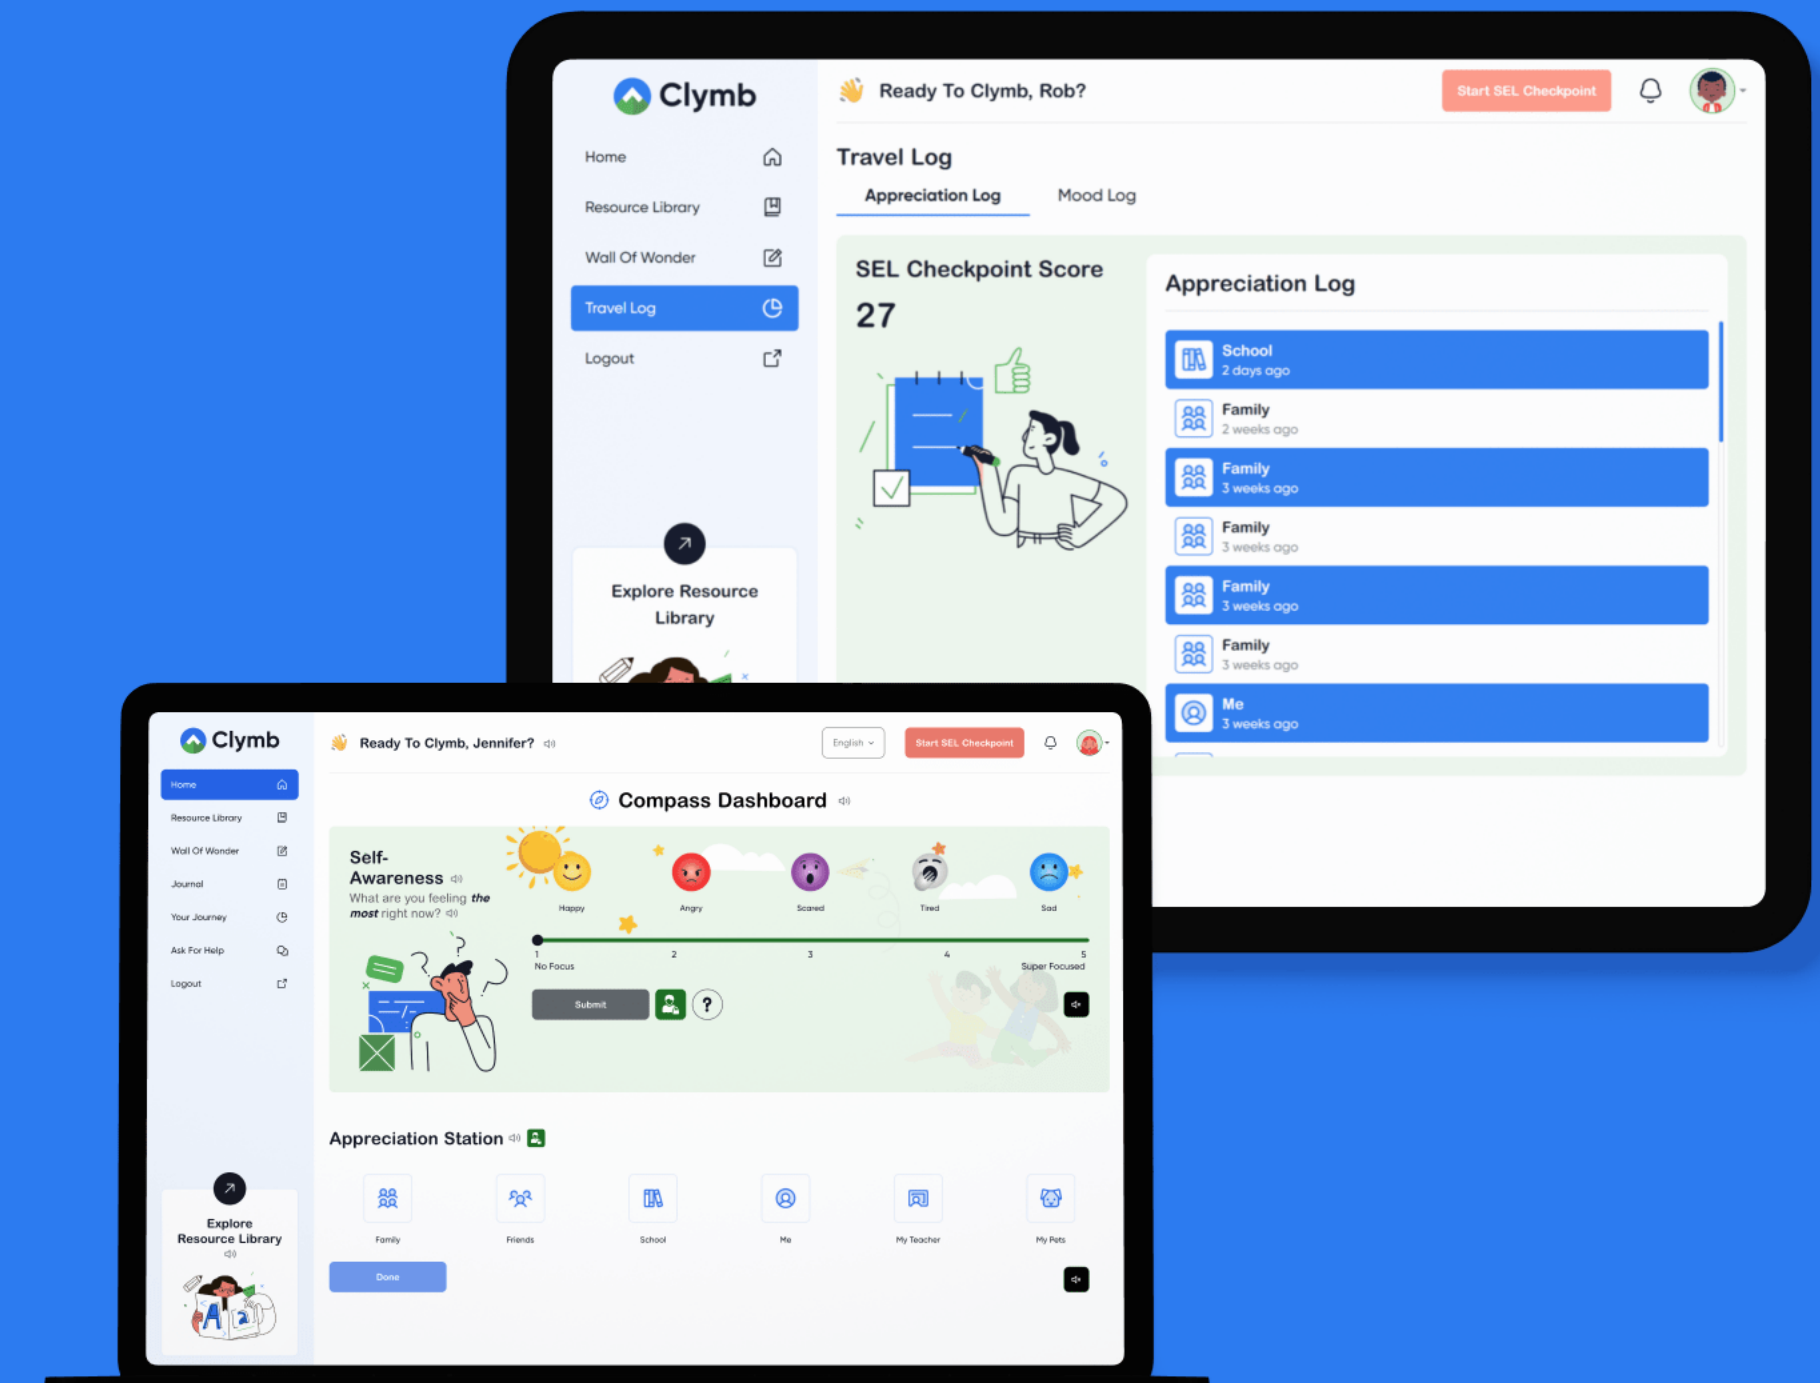 Clymb
Ready To Clymb, Rob?
Start SEL Checkpoint
Home
Resource Library
Wall Of Wonder
Travel Log
Logout
Explore Resource
Library
Travel Log
Appreciation Log
Mood Log
SEL Checkpoint Score
27
Appreciation Log
School
2 days ago
Family
2 weeks ago
Family
3 weeks ago
Family
3 weeks ago
Family
3 weeks ago
Family
3 weeks ago
Me
3 weeks ago
Clymb
Ready To Clymb, Jennifer?
English
Start SEL Checkpoint
Home
Resource Library
Wall Of Wonder
Journal
Your Journey
Ask For Help
Logout
Explore
Resource Library
A a
Compass Dashboard
Self-
Awareness
What are you feeling the
most right now?
Happy
Angry
Scared
Tired
Sad
1 2 3 4 5
No Focus
Super Focused
Submit
?
Appreciation Station
Family
Friends
School
Me
My Teacher
My Pets
Done